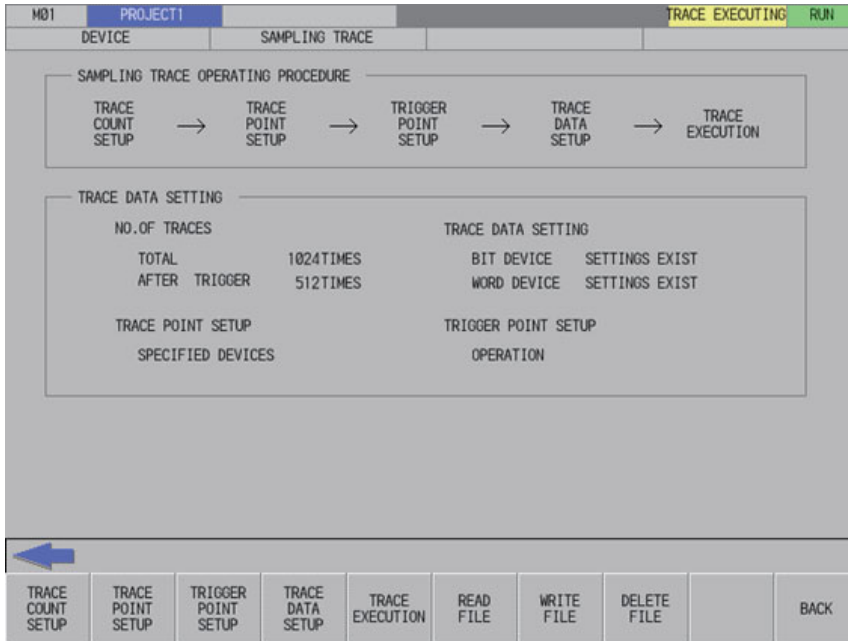 MØ1 PROJECT1 TRACE EXECUTING RUN
DEVICE SAMPLING TRACE
SAMPLING TRACE OPERATING PROCEDURE
TRACE COUNT SETUP → TRACE POINT SETUP → TRIGGER POINT SETUP → TRACE DATA SETUP → TRACE EXECUTION
TRACE DATA SETTING
NO.OF TRACES TRACE DATA SETTING
TOTAL 1024TIMES BIT DEVICE SETTINGS EXIST
AFTER TRIGGER 512TIMES WORD DEVICE SETTINGS EXIST
TRACE POINT SETUP TRIGGER POINT SETUP
SPECIFIED DEVICES OPERATION
TRACE COUNT SETUP TRACE POINT SETUP TRIGGER POINT SETUP TRACE DATA SETUP TRACE EXECUTION READ FILE WRITE FILE DELETE FILE BACK